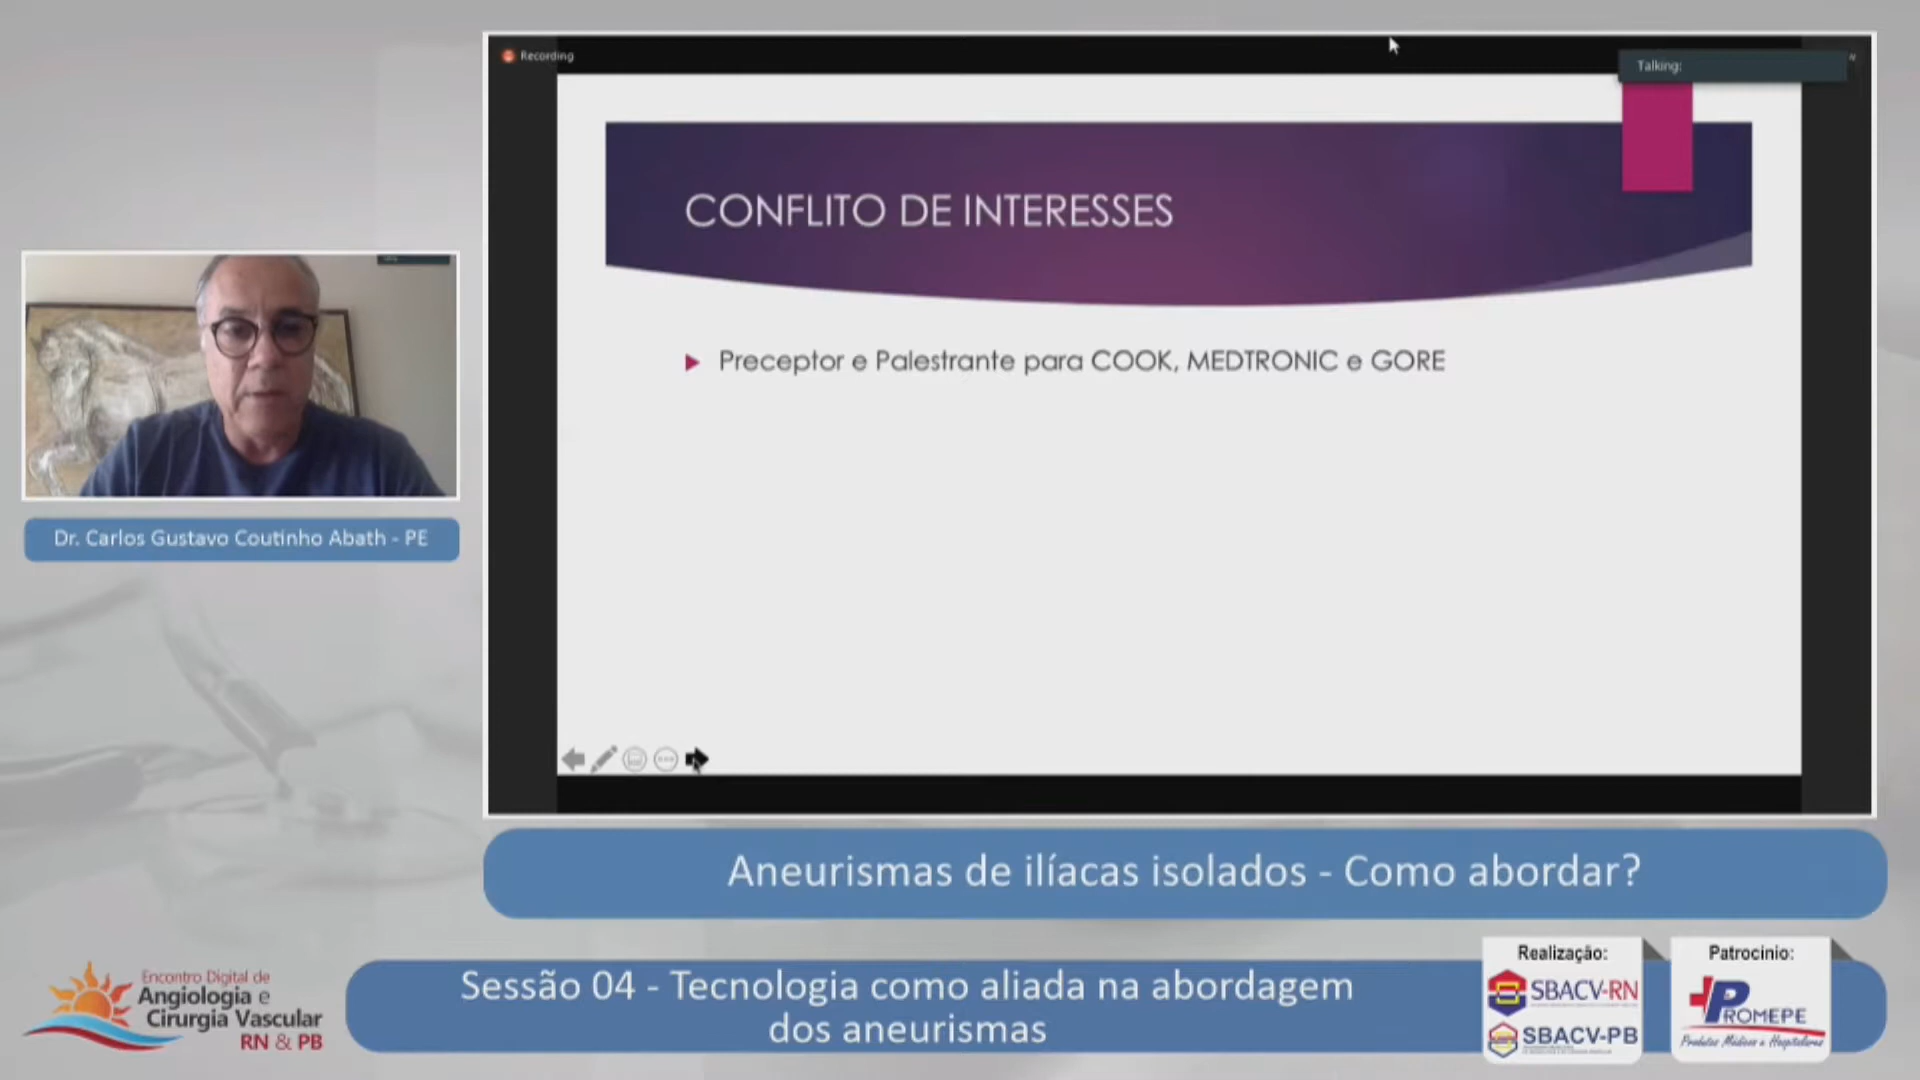 Recording
Talking:
CONFLITO DE INTERESSES
Preceptor e Palestrante para COOK, MEDTRONIC e GORE
Dr. Carlos Gustavo Coutinho Abath - PE
Aneurismas de ilíacas isolados - Como abordar?
Sessão 04 - Tecnologia como aliada na abordagem
dos aneurismas
Encontro Digital de
Angiologia e
Cirurgia Vascular
RN & PB
Realização:
SBACV-RN
SBACV-PB
Patrocinio:
PROMEPE
Produtos Médicos e Hospitalares